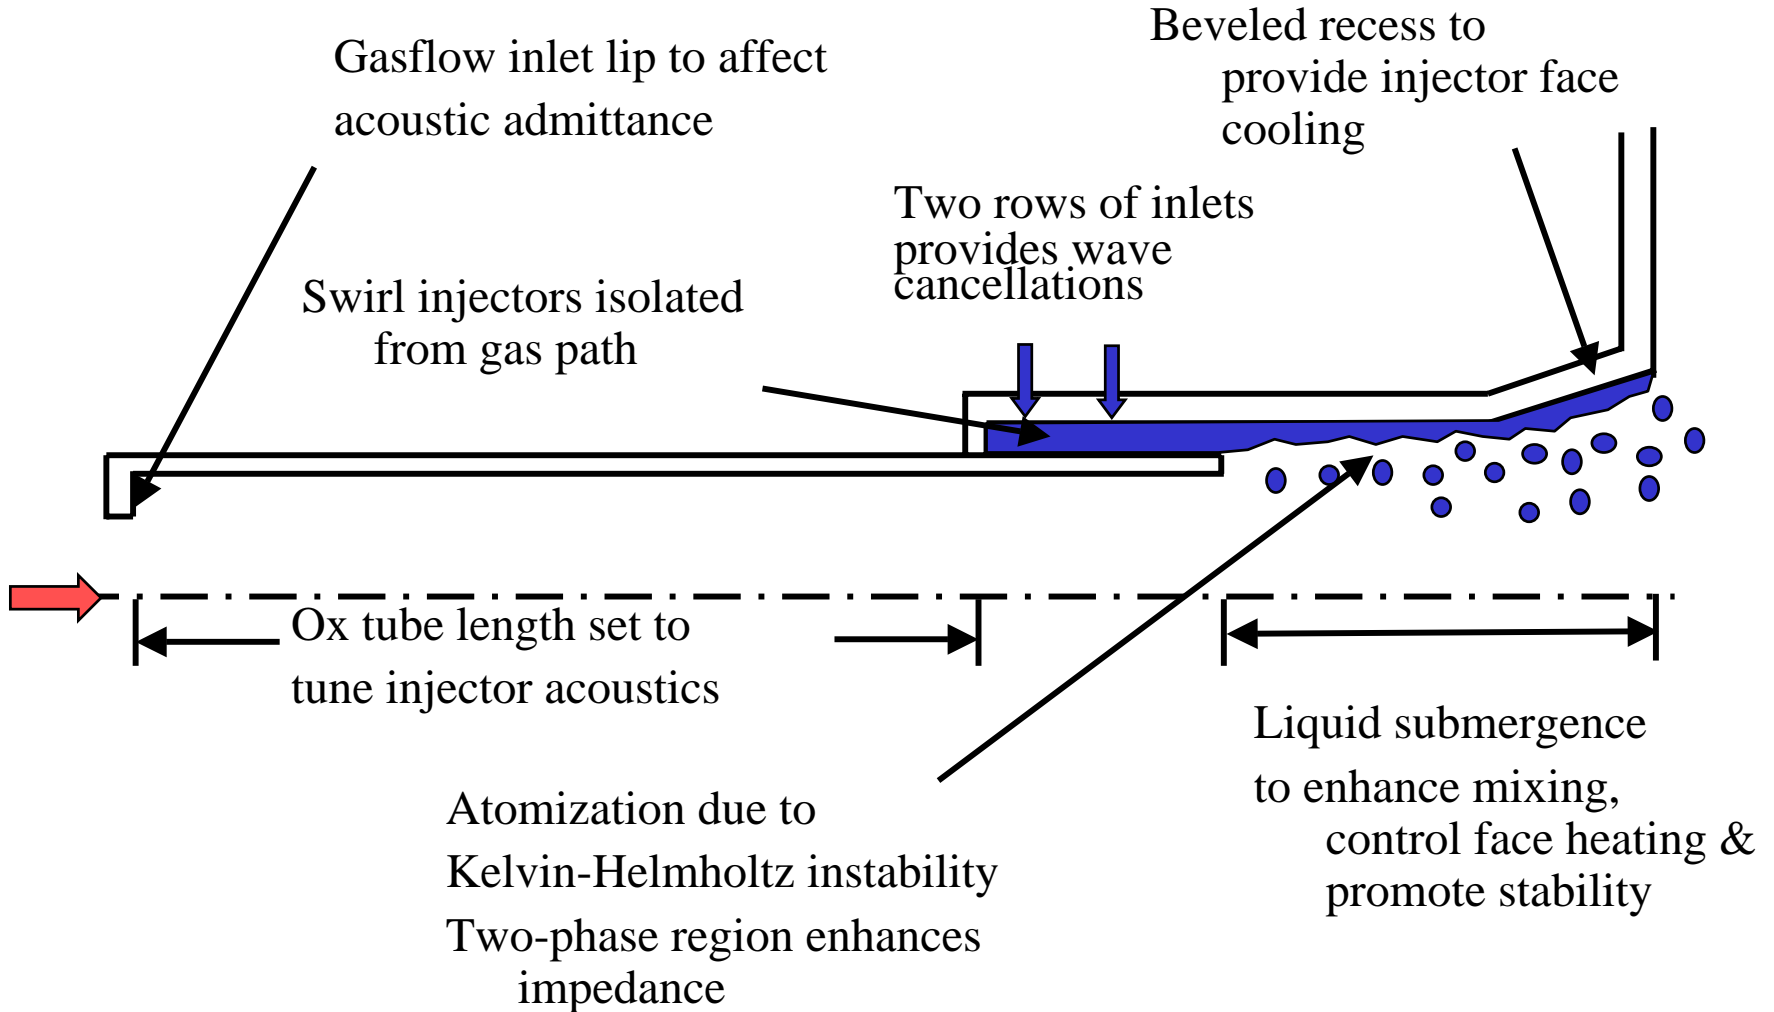 Gasflow inlet lip to affect
acoustic admittance
Beveled recess to
provide injector face
cooling
Two rows of inlets
provides wave
cancellations
Swirl injectors isolated
from gas path
Ox tube length set to
tune injector acoustics
Liquid submergence
to enhance mixing,
control face heating &
promote stability
Atomization due to
Kelvin-Helmholtz instability
Two-phase region enhances
impedance